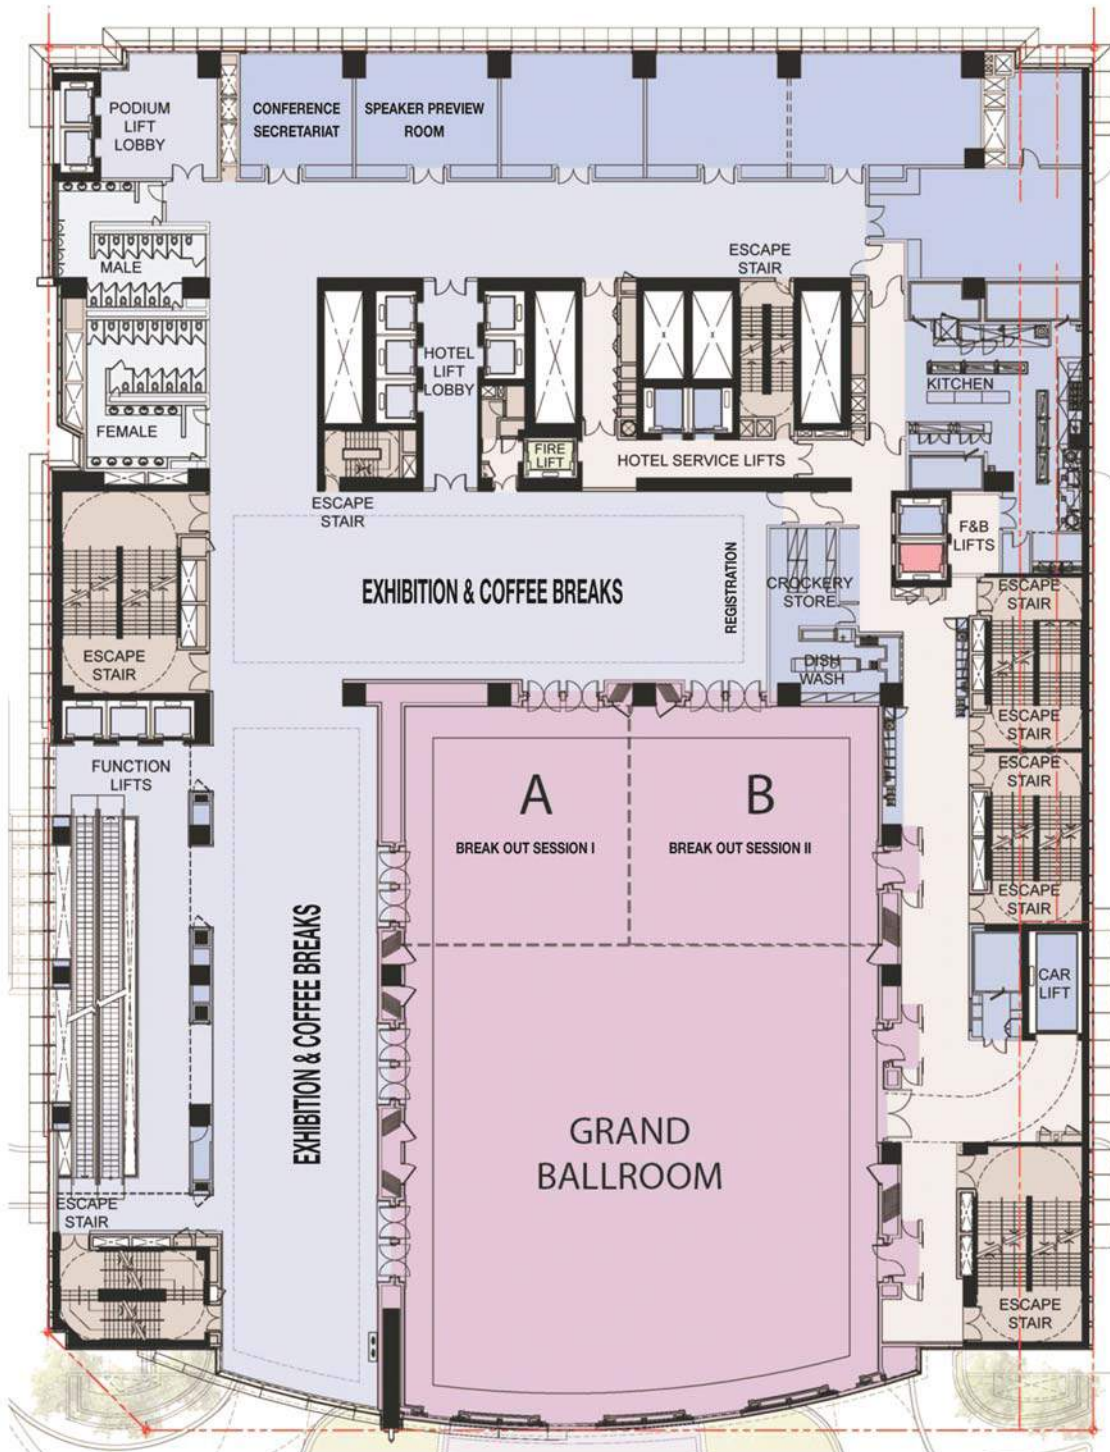 PODIUM
LIFT
LOBBY
CONFERENCE
SECRETARIAT
SPEAKER PREVIEW
ROOM
MALE
ESCAPE
STAIR
HOTEL
LIFT
LOBBY
KITCHEN
FEMALE
FIRE
LIFT
HOTEL SERVICE LIFTS
ESCAPE
STAIR
F&B
LIFTS
EXHIBITION & COFFEE BREAKS
REGISTRATION
CROCKERY
STORE
ESCAPE
STAIR
ESCAPE
STAIR
DISH
WASH
ESCAPE
STAIR
FUNCTION
LIFTS
ESCAPE
STAIR
A
B
BREAK OUT SESSION I
BREAK OUT SESSION II
ESCAPE
STAIR
EXHIBITION & COFFEE BREAKS
CAR
LIFT
GRAND
BALLROOM
ESCAPE
STAIR
ESCAPE
STAIR